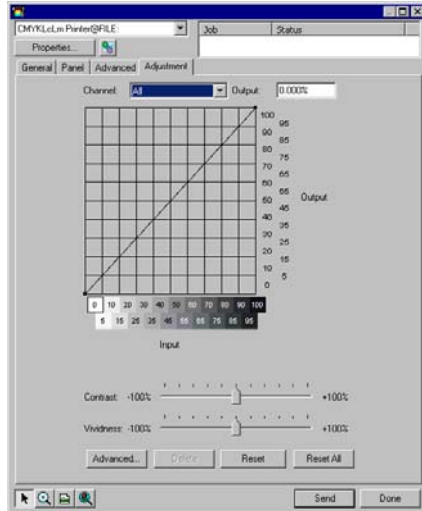 CMYKLcLm Printer@FILE:
Job Status
Properties...
General Panel Advanced Adjustment
Channel: All Output: 0.000%
100
95
90
85
80
75
70
65
60
55
50
45
40
35
30
25
20
15
10
5
0
Output
0 10 20 30 40 50 60 70 80 90 100
5 15 25 35 45 55 65 75 85 95
Input
Contrast: -100% +100%
Vividness: -100% +100%
Advanced... Delete Reset Reset All
Send Done